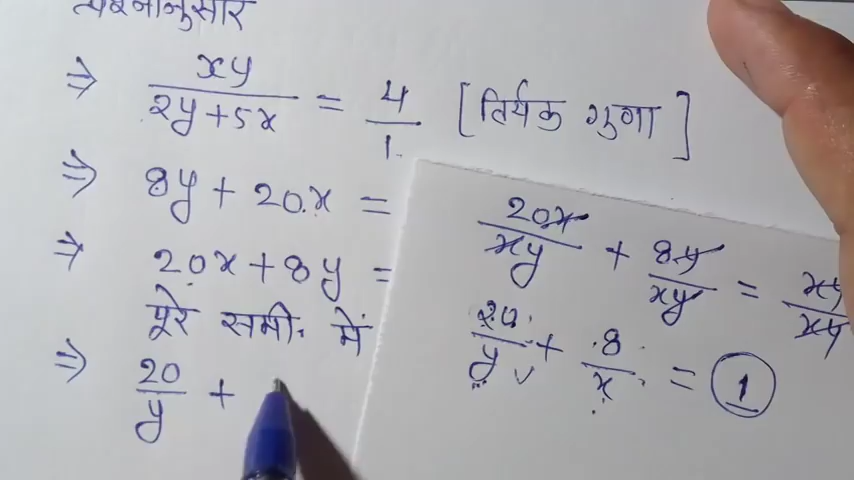 ⇒ xy/(2y+5x) = 4/1 [तिर्यक गुणा]
⇒ 8y + 20x =
⇒ 20x + 8y =
पूरे समी. में
⇒ 20/y +
20x/xy + 8y/xy = xy/xy
20/y + 8/x = 1